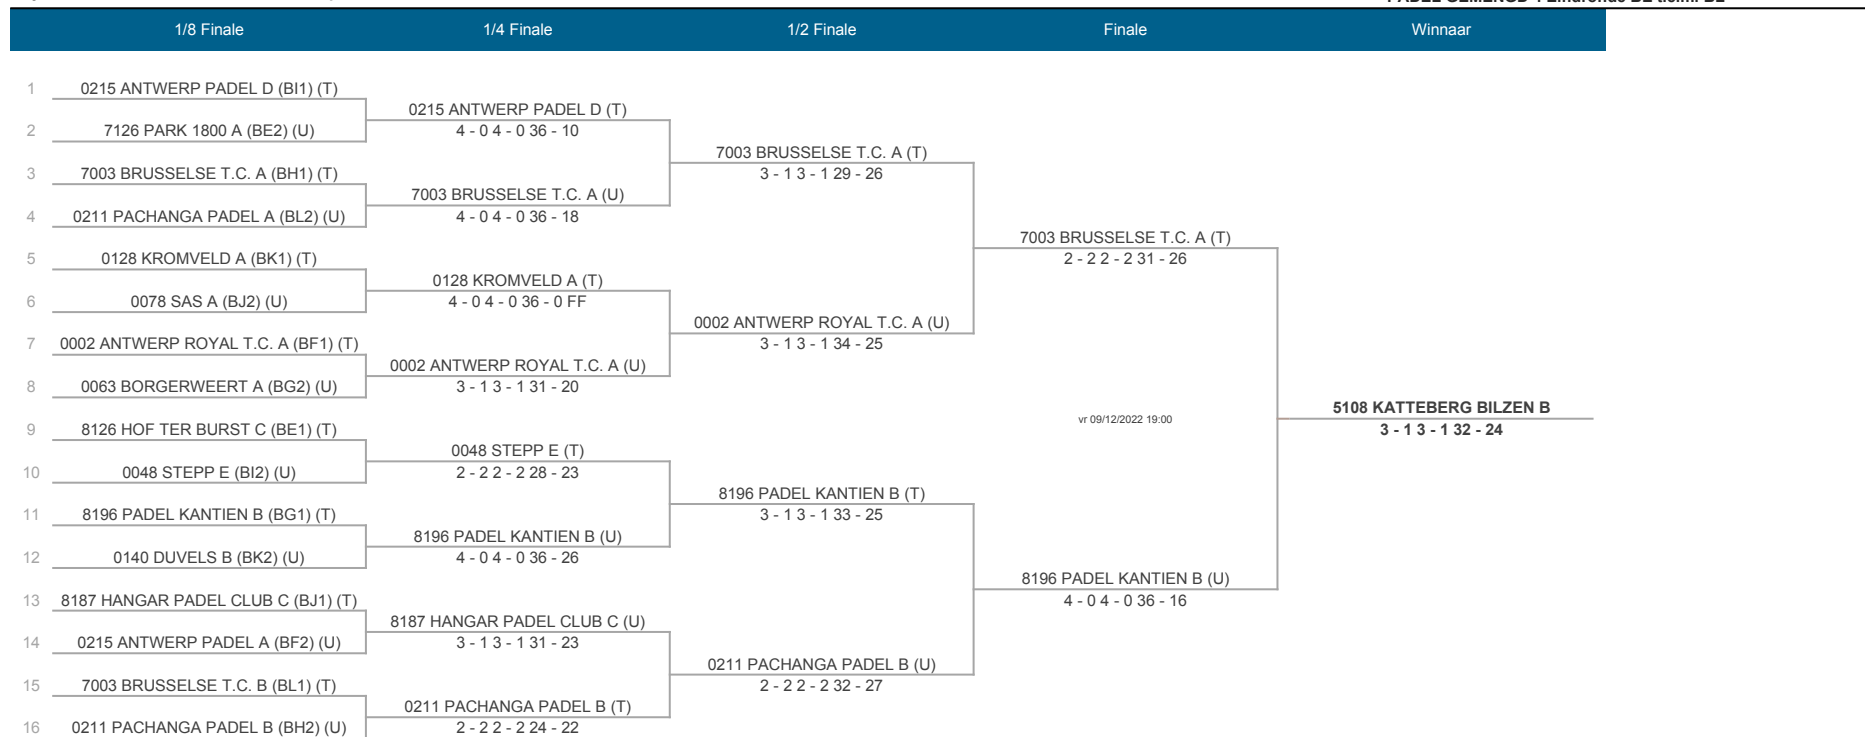 1/8 Finale 1/4 Finale 1/2 Finale Finale Winnaar
1 0215 ANTWERP PADEL D (BI1) (T)
0215 ANTWERP PADEL D (T)
2 7126 PARK 1800 A (BE2) (U)
4 - 0 4 - 0 36 - 10
7003 BRUSSELSE T.C. A (T)
3 7003 BRUSSELSE T.C. A (BH1) (T)
3 - 1 3 - 1 29 - 26
7003 BRUSSELSE T.C. A (U)
4 0211 PACHANGA PADEL A (BL2) (U)
4 - 0 4 - 0 36 - 18
7003 BRUSSELSE T.C. A (T)
5 0128 KROMVELD A (BK1) (T)
2 - 2 2 - 2 31 - 26
0128 KROMVELD A (T)
6 0078 SAS A (BJ2) (U)
4 - 0 4 - 0 36 - 0 FF
0002 ANTWERP ROYAL T.C. A (U)
7 0002 ANTWERP ROYAL T.C. A (BF1) (T)
3 - 1 3 - 1 34 - 25
0002 ANTWERP ROYAL T.C. A (U)
8 0063 BORGERWEERT A (BG2) (U)
3 - 1 3 - 1 31 - 20
5108 KATTEBERG BILZEN B
vr 09/12/2022 19:00
9 8126 HOF TER BURST C (BE1) (T)
3 - 1 3 - 1 32 - 24
0048 STEPP E (T)
10 0048 STEPP E (BI2) (U)
2 - 2 2 - 2 28 - 23
8196 PADEL KANTIEN B (T)
11 8196 PADEL KANTIEN B (BG1) (T)
3 - 1 3 - 1 33 - 25
8196 PADEL KANTIEN B (U)
12 0140 DUVELS B (BK2) (U)
4 - 0 4 - 0 36 - 26
8196 PADEL KANTIEN B (U)
13 8187 HANGAR PADEL CLUB C (BJ1) (T)
4 - 0 4 - 0 36 - 16
8187 HANGAR PADEL CLUB C (U)
14 0215 ANTWERP PADEL A (BF2) (U)
3 - 1 3 - 1 31 - 23
0211 PACHANGA PADEL B (U)
15 7003 BRUSSELSE T.C. B (BL1) (T)
2 - 2 2 - 2 32 - 27
0211 PACHANGA PADEL B (T)
16 0211 PACHANGA PADEL B (BH2) (U)
2 - 2 2 - 2 24 - 22